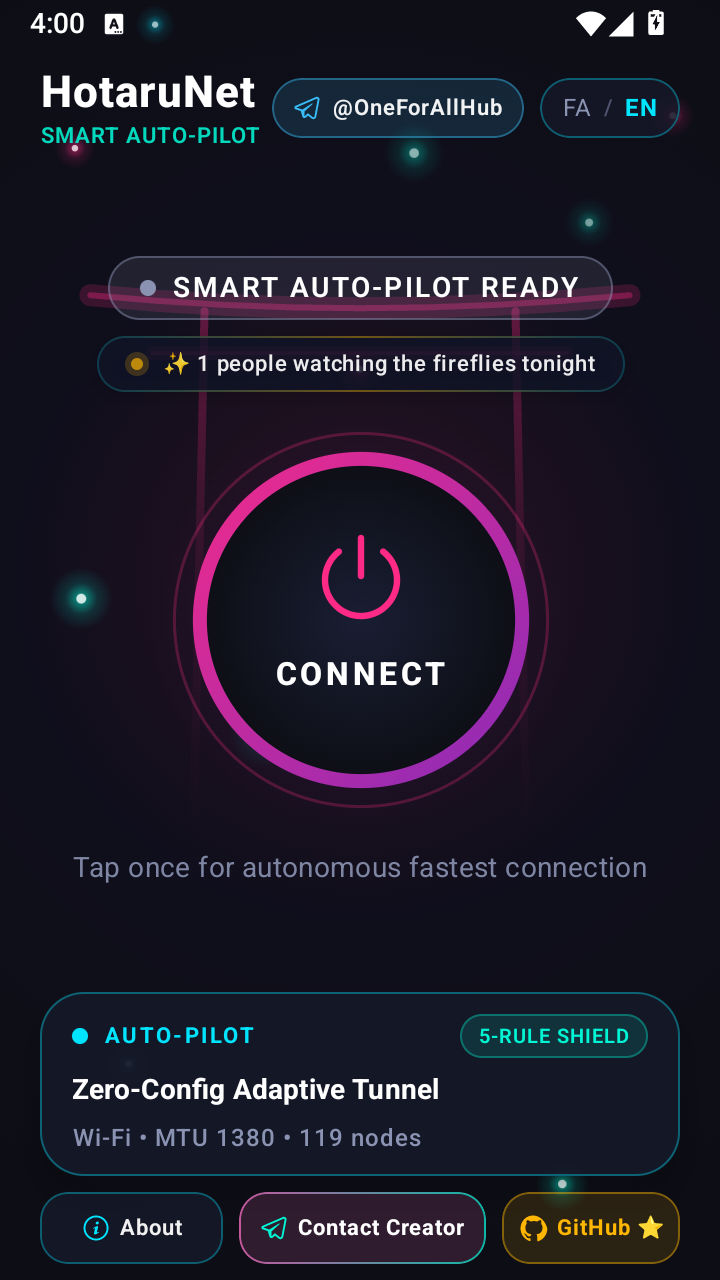 4:00
HotaruNet
SMART AUTO-PILOT
@OneForAllHub
FA / EN
SMART AUTO-PILOT READY
✨ 1 people watching the fireflies tonight
CONNECT
Tap once for autonomous fastest connection
AUTO-PILOT
5-RULE SHIELD
Zero-Config Adaptive Tunnel
Wi-Fi • MTU 1380 • 119 nodes
About
Contact Creator
GitHub ⭐